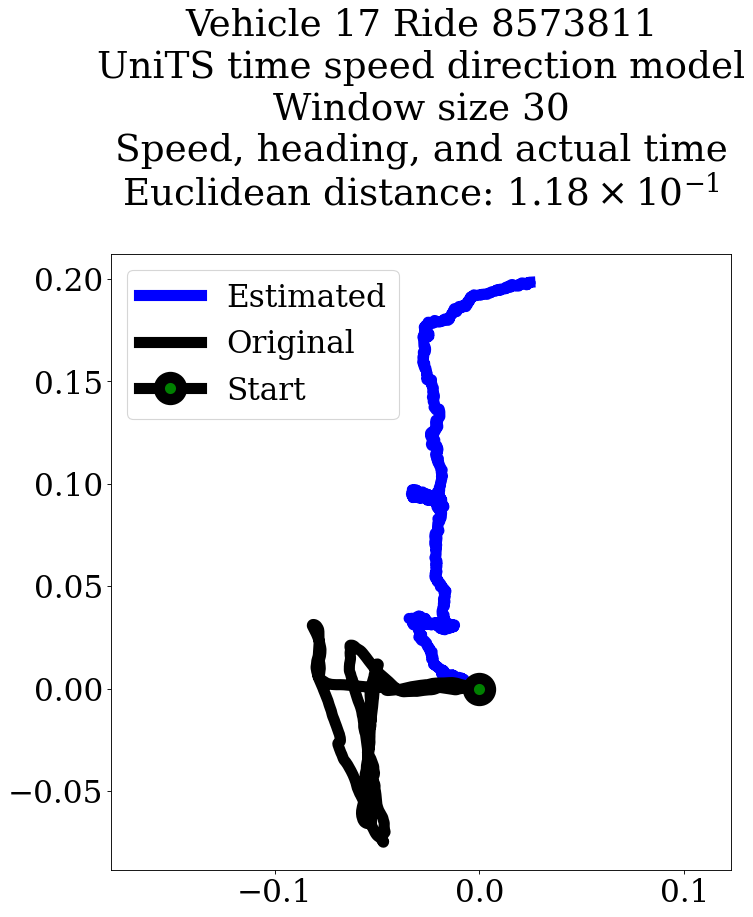 Vehicle 17 Ride 8573811
UniTS time speed direction model
Window size 30
Speed, heading, and actual time
Euclidean distance: 1.18 × 10⁻¹
0.20
0.15
0.10
0.05
0.00
−0.05
Estimated
Original
Start
−0.1
0.0
0.1